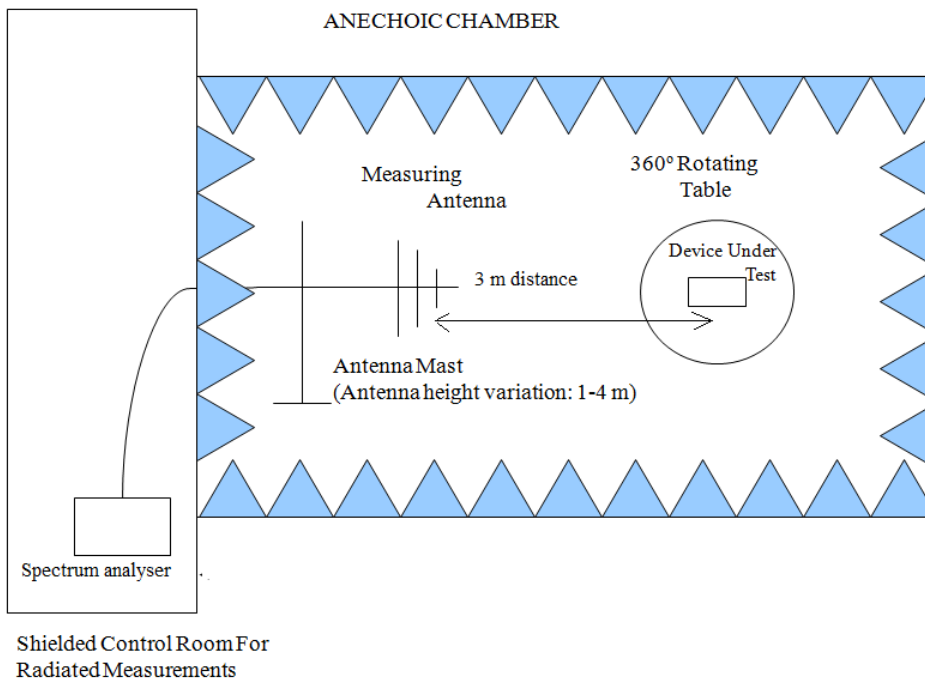 ANECHOIC CHAMBER
Measuring
Antenna
360º Rotating
Table
Device Under
Test
3 m distance
Antenna Mast
(Antenna height variation: 1-4 m)
Spectrum analyser
Shielded Control Room For
Radiated Measurements